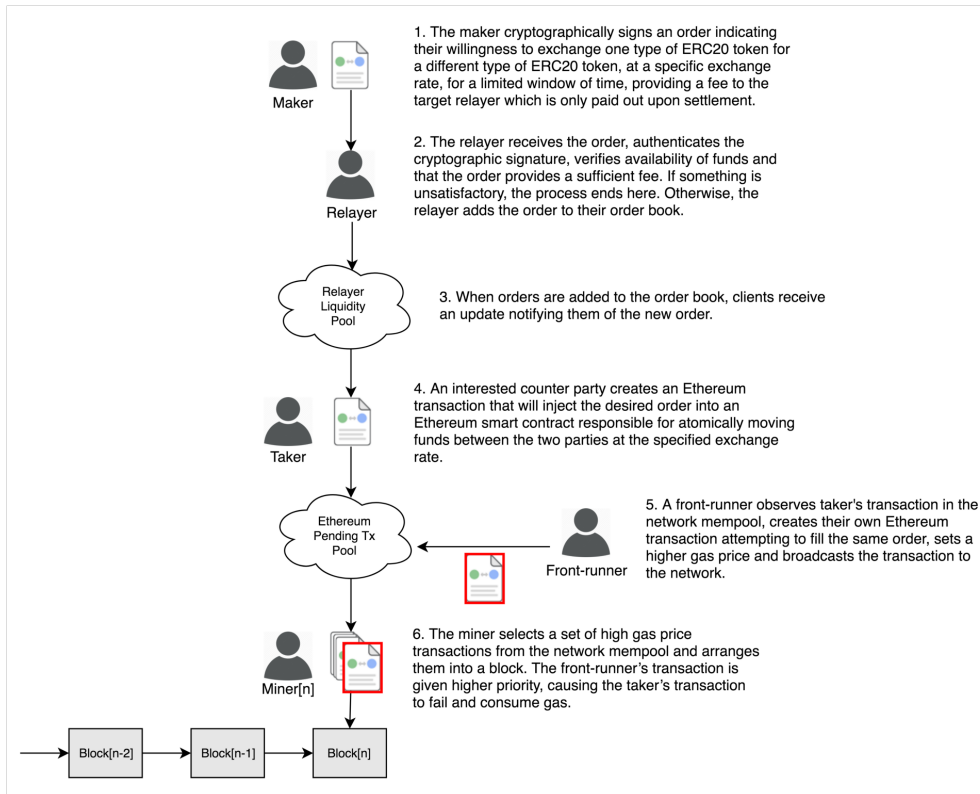 1. The maker cryptographically signs an order indicating
their willingness to exchange one type of ERC20 token for
a different type of ERC20 token, at a specific exchange
rate, for a limited window of time, providing a fee to the
target relayer which is only paid out upon settlement.
Maker
2. The relayer receives the order, authenticates the
cryptographic signature, verifies availability of funds and
that the order provides a sufficient fee. If something is
unsatisfactory, the process ends here. Otherwise, the
relayer adds the order to their order book.
Relayer
Relayer
Liquidity
Pool
3. When orders are added to the order book, clients receive
an update notifying them of the new order.
4. An interested counter party creates an Ethereum
transaction that will inject the desired order into an
Ethereum smart contract responsible for atomically moving
funds between the two parties at the specified exchange
rate.
Taker
Ethereum
Pending Tx
Pool
5. A front-runner observes taker's transaction in the
network mempool, creates their own Ethereum
transaction attempting to fill the same order, sets a
higher gas price and broadcasts the transaction to
the network.
Front-runner
6. The miner selects a set of high gas price
transactions from the network mempool and arranges
them into a block. The front-runner’s transaction is
given higher priority, causing the taker’s transaction
to fail and consume gas.
Miner[n]
Block[n-2]
Block[n-1]
Block[n]